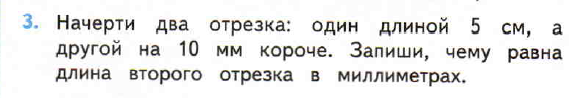 3. Начерти два отрезка: один длиной 5 см, а
другой на 10 мм короче. Запиши, чему равна
длина второго отрезка в миллиметрах.